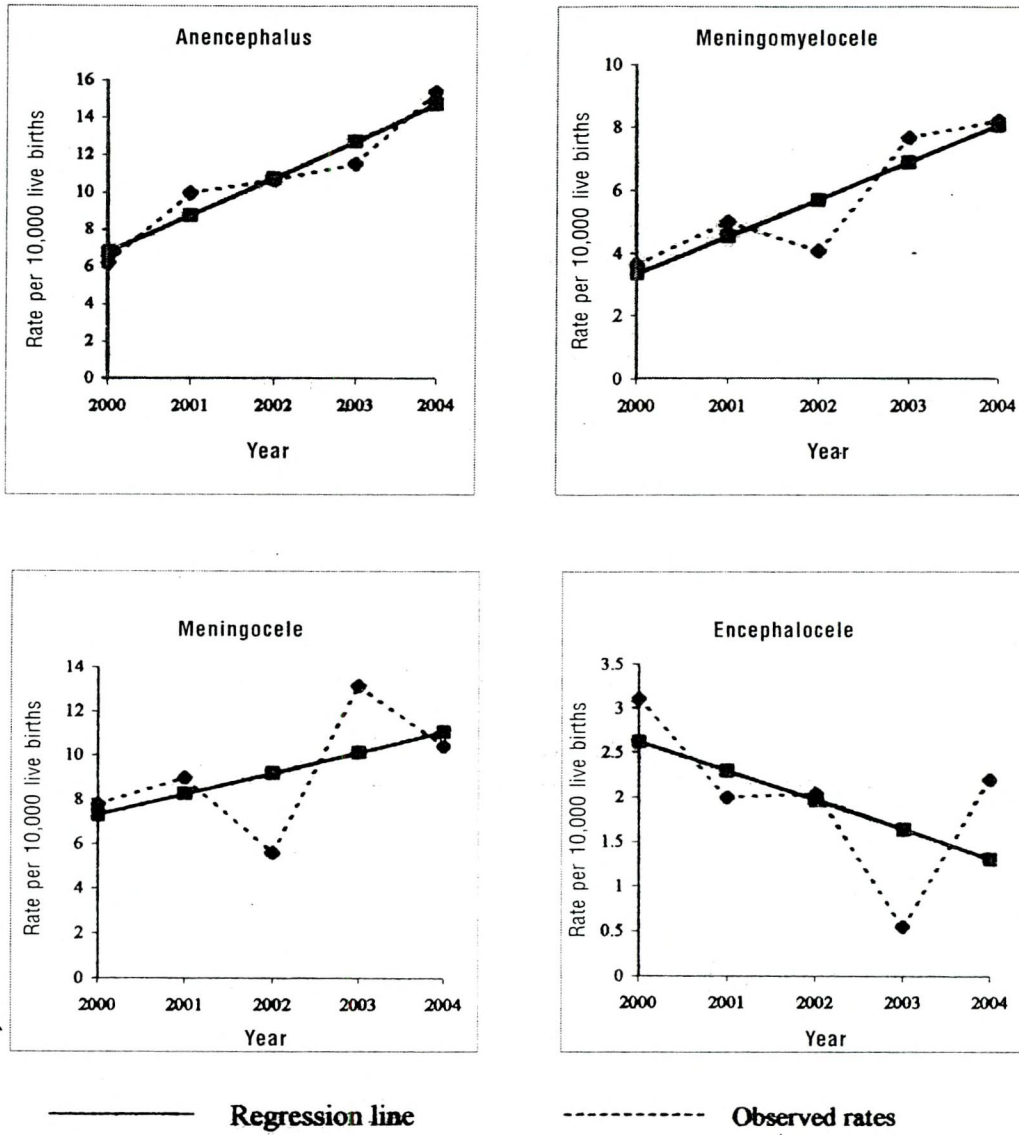 Anencephalus
Rate per 10,000 live births
16
14
12
10
8
6
4
2
0
2000 2001 2002 2003 2004
Year
Meningomyelocele
Rate per 10,000 live births
10
8
6
4
2
0
2000 2001 2002 2003 2004
Year
Meningocele
Rate per 10,000 live births
14
12
10
8
6
4
2
0
2000 2001 2002 2003 2004
Year
Encephalocele
Rate per 10,000 live births
3.5
3
2.5
2
1.5
1
0.5
0
2000 2001 2002 2003 2004
Year
Regression line Observed rates